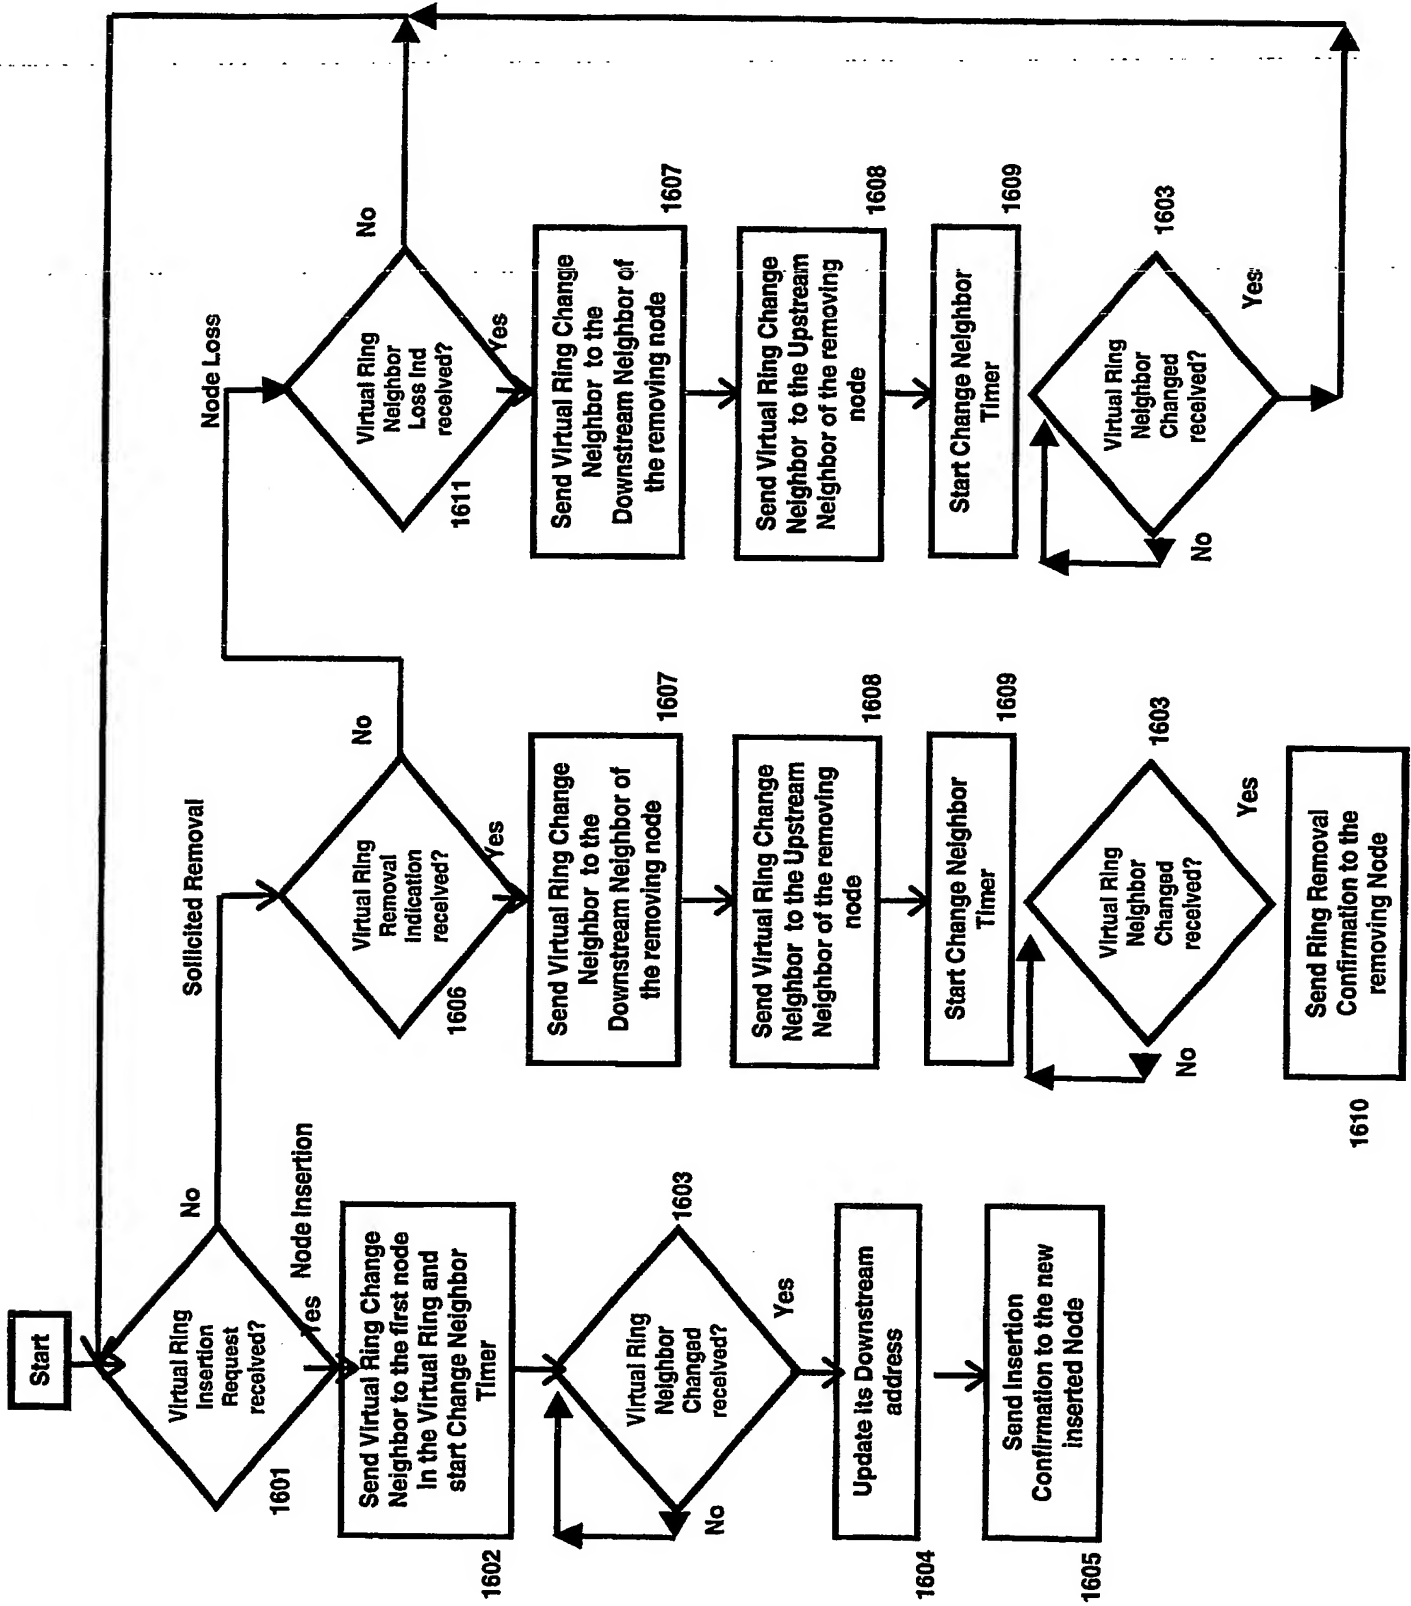 Start
Virtual Ring
Insertion
Request
received?
1601
No
Yes
Node Insertion
Send Virtual Ring Change
Neighbor to the first node
In the Virtual Ring and
start Change Neighbor
Timer
1602
Virtual Ring
Neighbor
Changed
received?
1603
No
Yes
Update its Downstream
address
1604
Send Insertion
Confirmation to the new
inserted Node
1605
Sollicited Removal
Virtual Ring
Removal
Indication
received?
1606
No
Yes
Send Virtual Ring Change
Neighbor to the
Downstream Neighbor of
the removing node
1607
Send Virtual Ring Change
Neighbor to the Upstream
Neighbor of the removing
node
1608
Start Change Neighbor
Timer
1609
Virtual Ring
Neighbor
Changed
received?
1603
No
Yes
Send Ring Removal
Confirmation to the
removing Node
1610
Node Loss
Virtual Ring
Neighbor
Loss Ind
received?
1611
No
Yes
Send Virtual Ring Change
Neighbor to the
Downstream Neighbor of
the removing node
1607
Send Virtual Ring Change
Neighbor to the Upstream
Neighbor of the removing
node
1608
Start Change Neighbor
Timer
1609
Virtual Ring
Neighbor
Changed
received?
1603
No
Yes